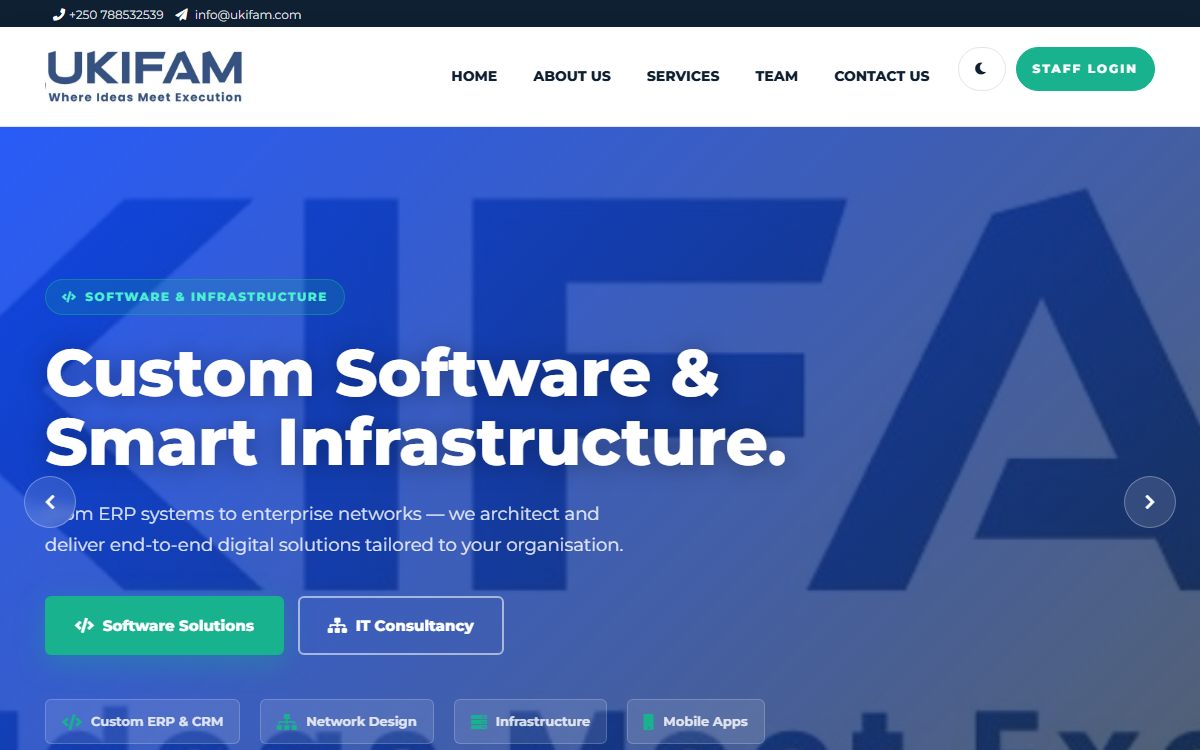 +250 788532539 info@ukifam.com
UKIFAM
Where Ideas Meet Execution
HOME ABOUT US SERVICES TEAM CONTACT US STAFF LOGIN
SOFTWARE & INFRASTRUCTURE
Custom Software &
Smart Infrastructure.
ERP systems to enterprise networks — we architect and
deliver end-to-end digital solutions tailored to your organisation.
Software Solutions IT Consultancy
Custom ERP & CRM Network Design Infrastructure Mobile Apps